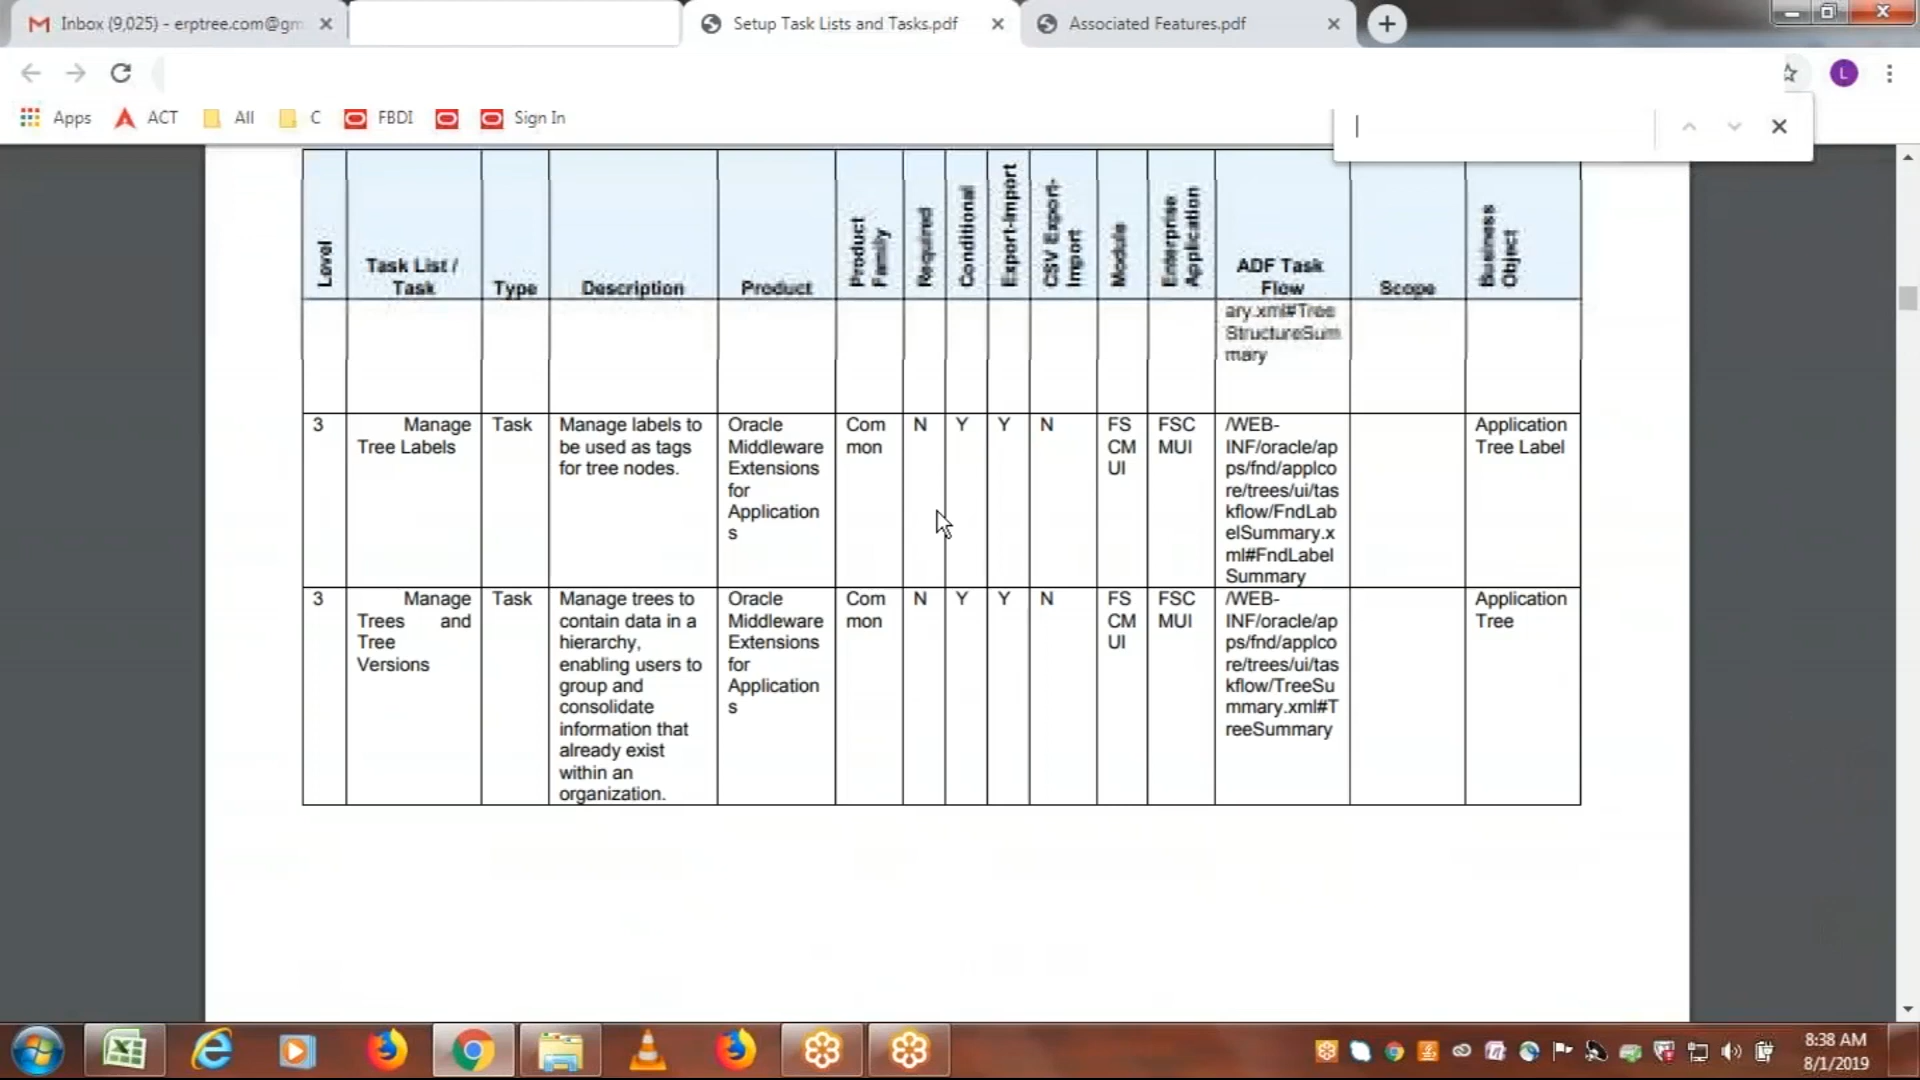 Inbox (9,025) - erptree.com@gm
Setup Task Lists and Tasks.pdf
Associated Features.pdf
L
Apps
ACT
All
C
FBDI
Sign In
Level
Task List /
Task
Type
Description
Product
Product
Family
Required
Conditional
Export-Import
CSV Export-
Import
Module
Enterprise
Application
ADF Task
Flow
Scope
Business
Object
ary.xml#Tree
StructureSum
mary
3
Manage
Tree Labels
Task
Manage labels to
be used as tags
for tree nodes.
Oracle
Middleware
Extensions
for
Application
s
Com
mon
N
Y
Y
N
FS
CM
UI
FSC
MUI
/WEB-
INF/oracle/ap
ps/fnd/applco
re/trees/ui/tas
kflow/FndLab
elSummary.x
ml#FndLabel
Summary
Application
Tree Label
3
Manage
Trees and
Tree
Versions
Task
Manage trees to
contain data in a
hierarchy,
enabling users to
group and
consolidate
information that
already exist
within an
organization.
Oracle
Middleware
Extensions
for
Application
s
Com
mon
N
Y
Y
N
FS
CM
UI
FSC
MUI
/WEB-
INF/oracle/ap
ps/fnd/applco
re/trees/ui/tas
kflow/TreeSu
mmary.xml#T
reeSummary
Application
Tree
8:38 AM
8/1/2019